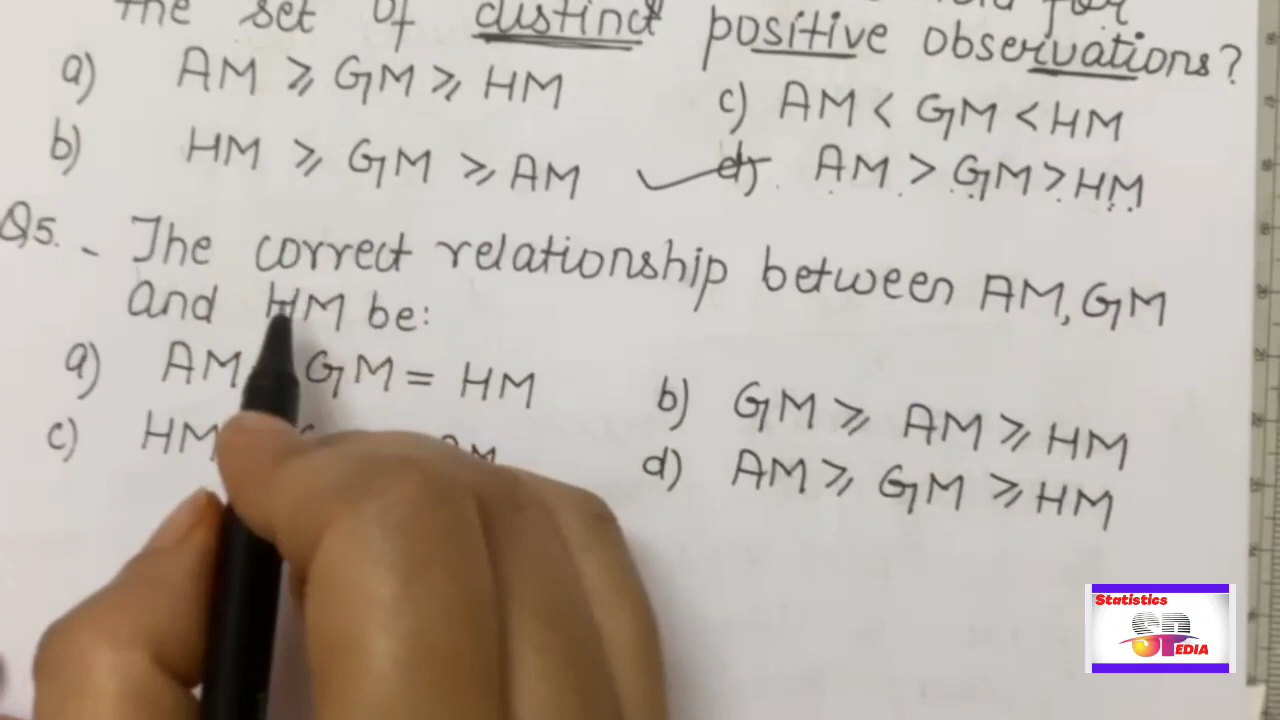 The set of distinct positive observations?
a) AM ⩾ GM ⩾ HM
c) AM < GM < HM
b) HM ⩾ GM ⩾ AM
d) AM > GM > HM
Q5. - The correct relationship between AM, GM
and HM be:
a) AM GM = HM
b) GM ⩾ AM ⩾ HM
c) HM
d) AM ⩾ GM ⩾ HM
Statistics
PEDIA